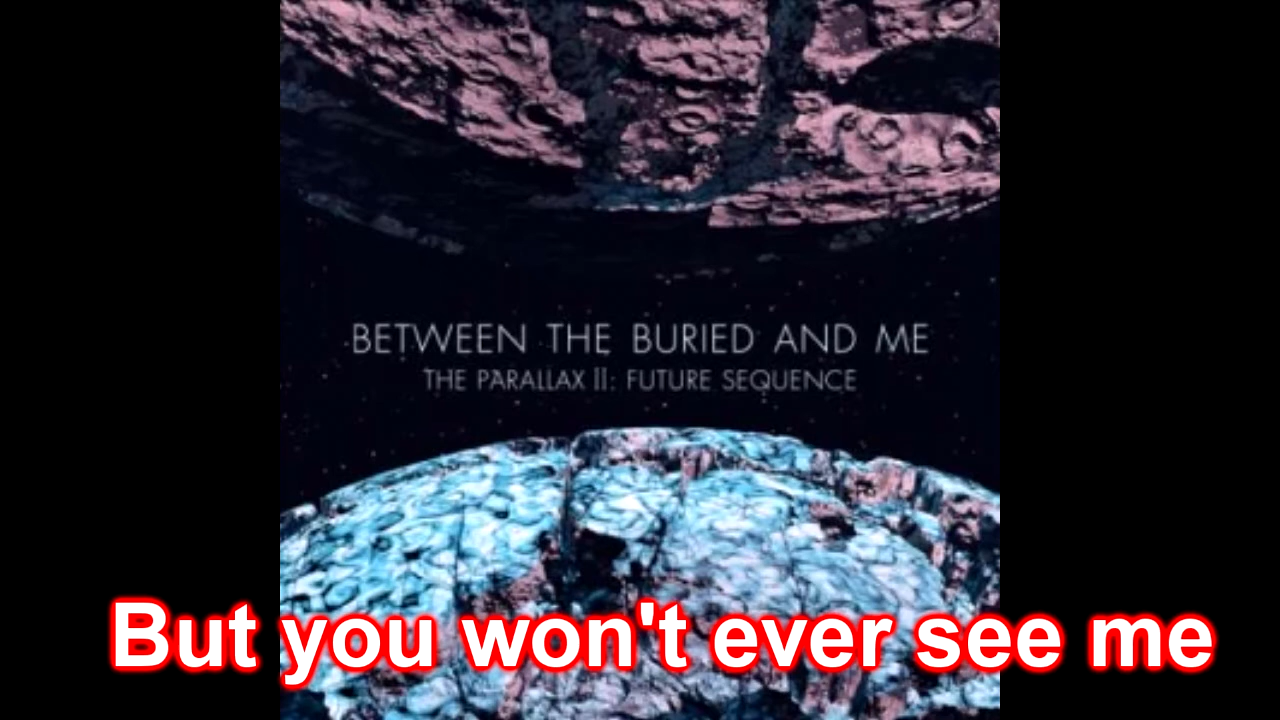 BETWEEN THE BURIED AND ME
THE PARALLAX II: FUTURE SEQUENCE
But you won't ever see me